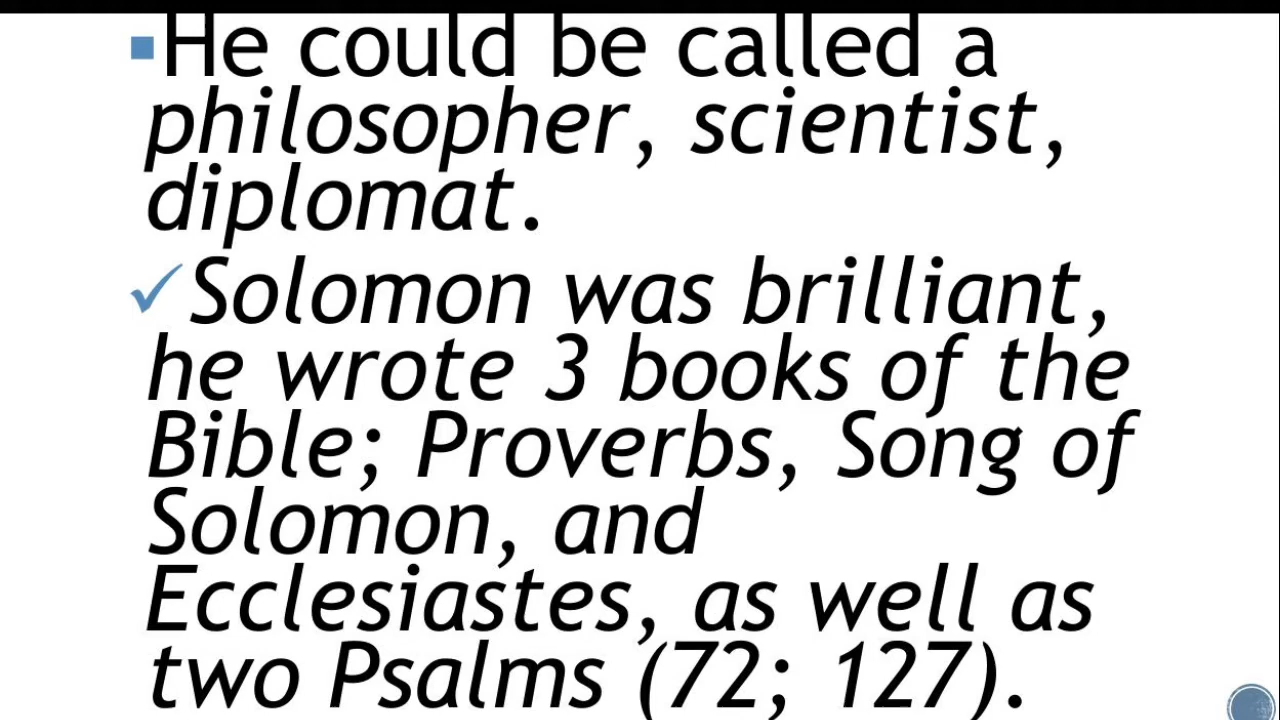 ▪He could be called a
philosopher, scientist,
diplomat.
✓Solomon was brilliant,
he wrote 3 books of the
Bible; Proverbs, Song of
Solomon, and
Ecclesiastes, as well as
two Psalms (72; 127).